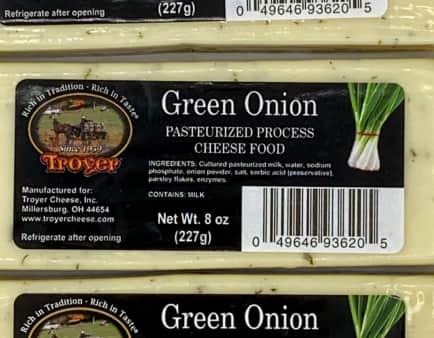 (227g)
Refrigerate after opening
0 49646 93620 5
Rich in Tradition - Rich in Taste
Since 1959
Troyer
Green Onion
PASTEURIZED PROCESS
CHEESE FOOD
INGREDIENTS: Cultured pasteurized milk, water, sodium
phosphate, onion powder, salt, sorbic acid (preservative),
parsley flakes, enzymes.
CONTAINS: MILK
Manufactured for:
Troyer Cheese, Inc.
Millersburg, OH 44654
www.troyercheese.com
Refrigerate after opening
Net Wt. 8 oz
(227g)
0 49646 93620 5
Rich in Tradition - Rich in Taste
Green Onion